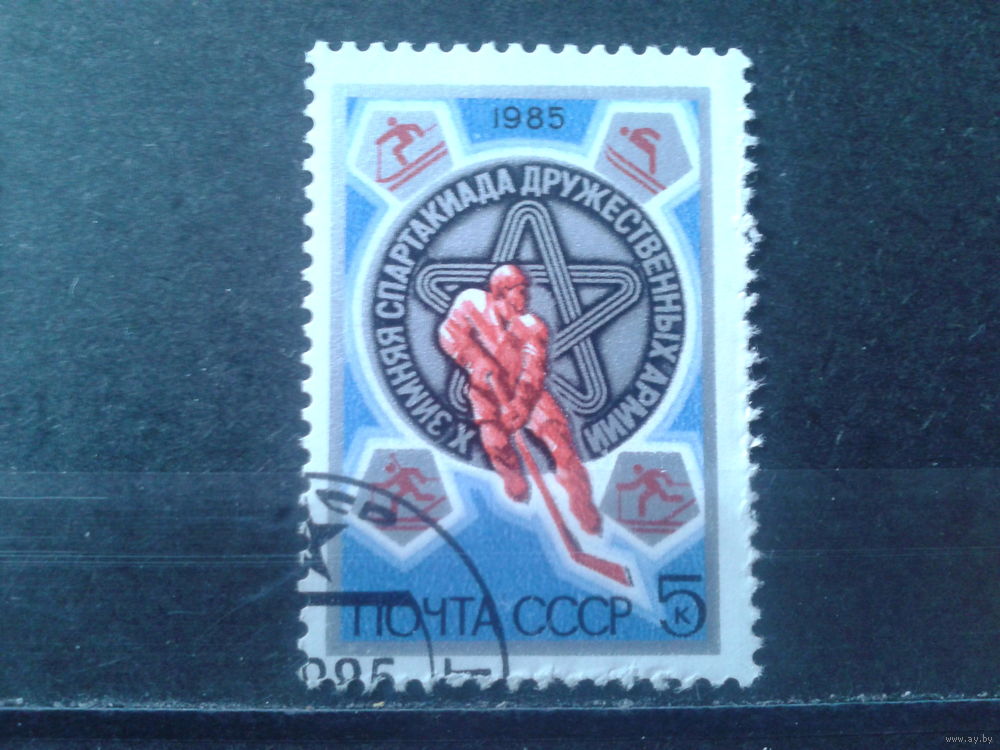 1985
X ЗИМНЯЯ СПАРТАКИАДА ДРУЖЕСТВЕННЫХ АРМИЙ
ПОЧТА СССР 5 к
www.ay.by